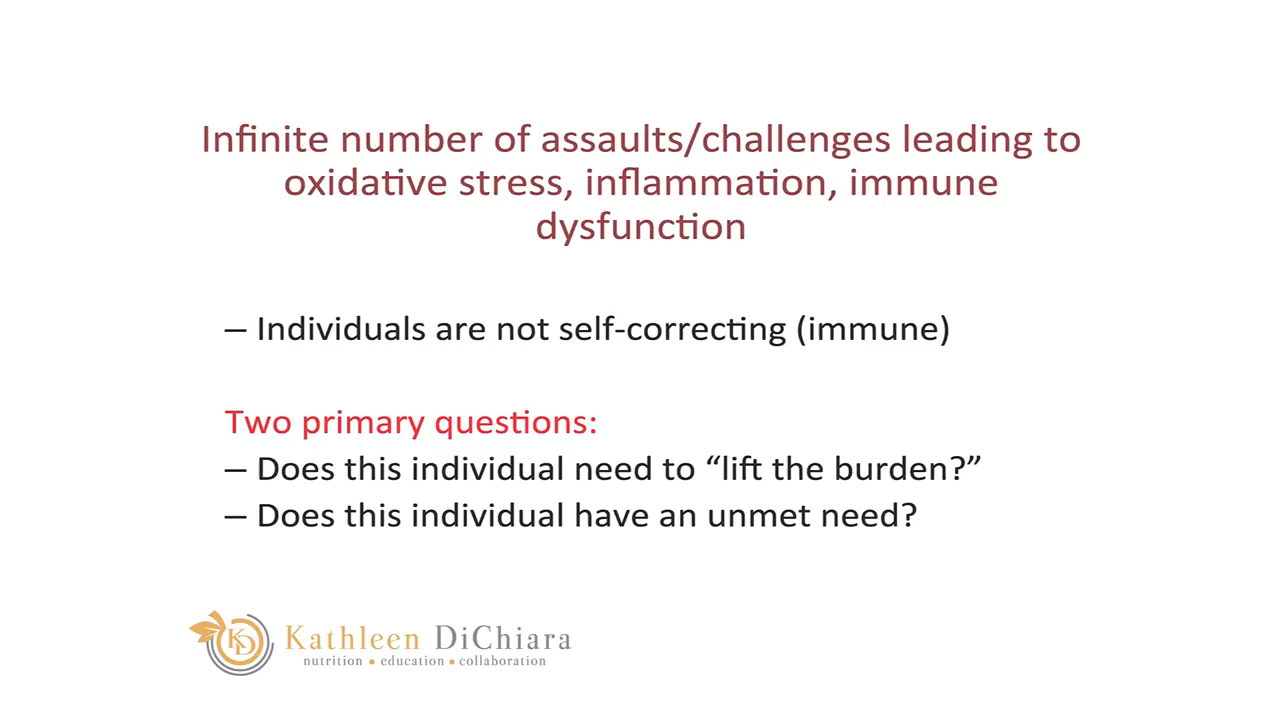 Infinite number of assaults/challenges leading to
oxidative stress, inflammation, immune
dysfunction
– Individuals are not self-correcting (immune)
Two primary questions:
– Does this individual need to “lift the burden?”
– Does this individual have an unmet need?
KD
Kathleen DiChiara
nutrition • education • collaboration